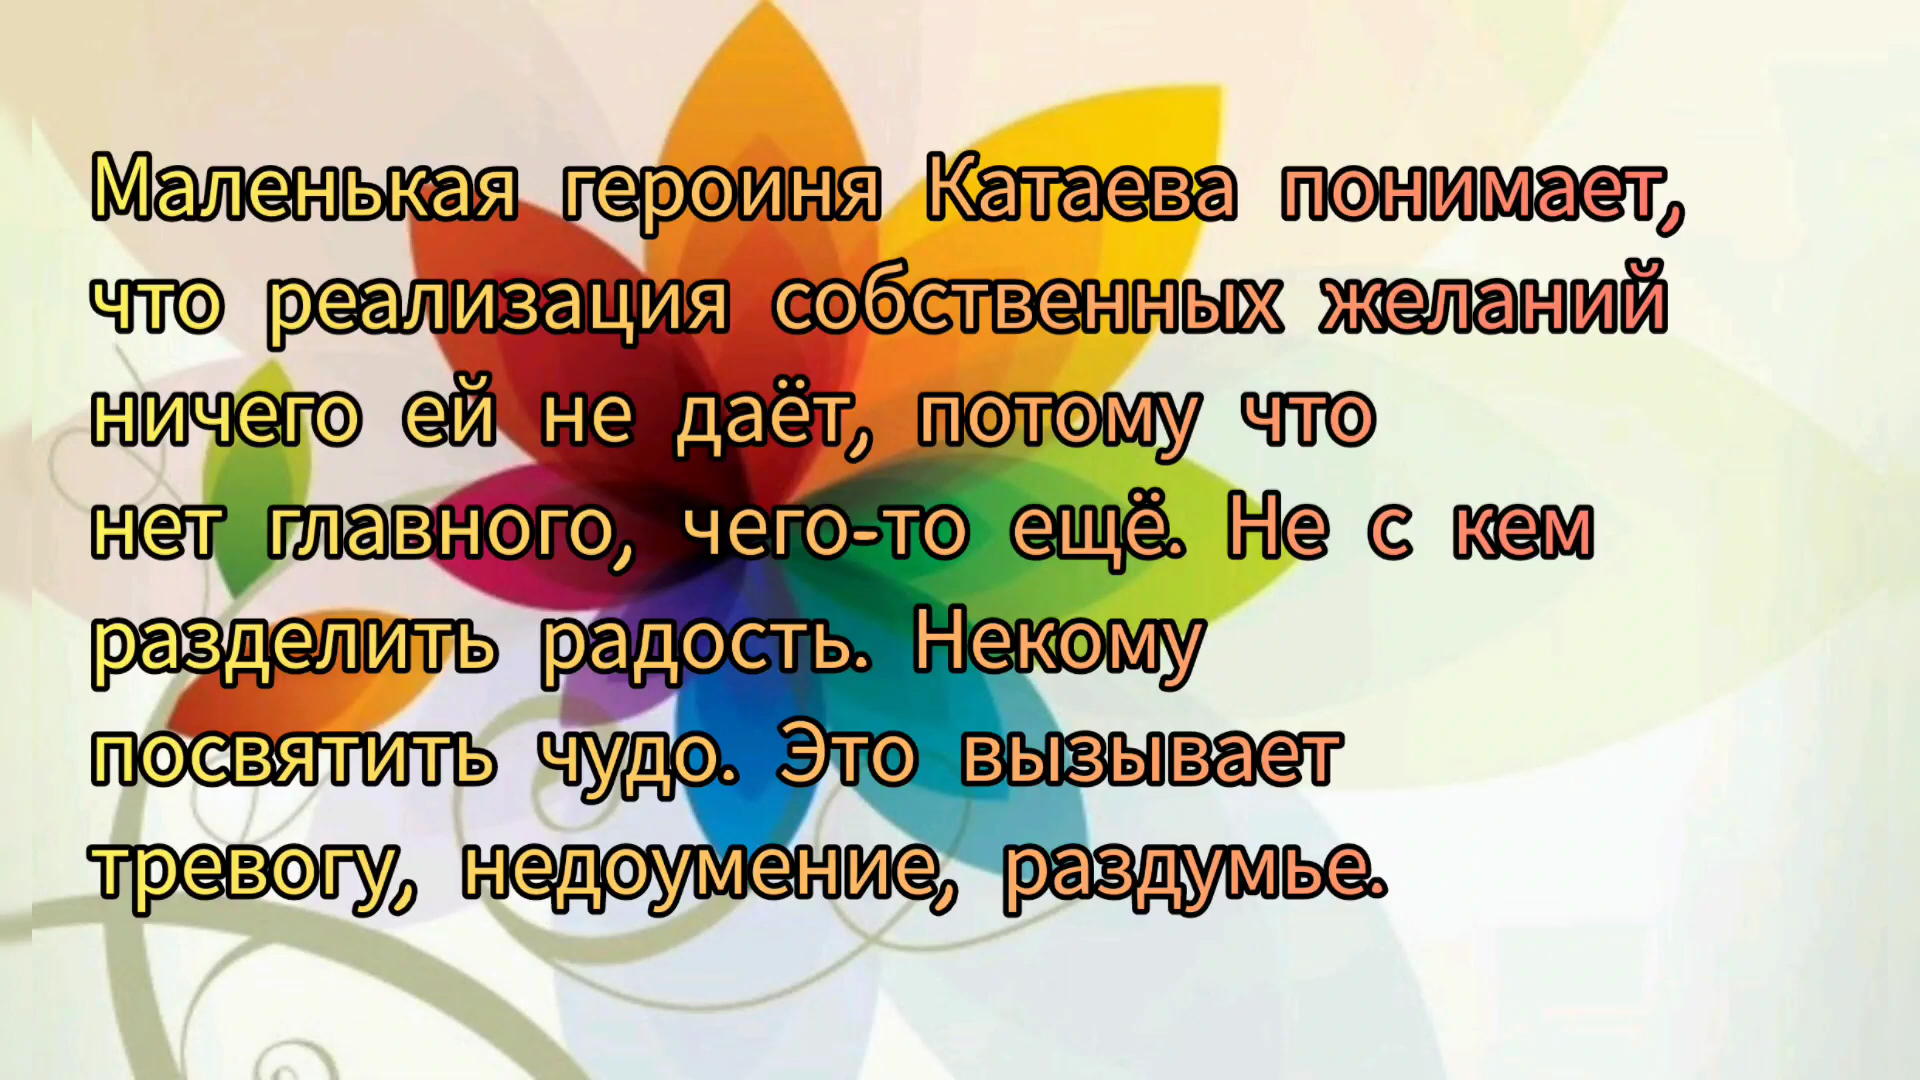 Маленькая героиня Катаева понимает,
что реализация собственных желаний
ничего ей не даёт, потому что
нет главного, чего-то ещё. Не с кем
разделить радость. Некому
посвятить чудо. Это вызывает
тревогу, недоумение, раздумье.